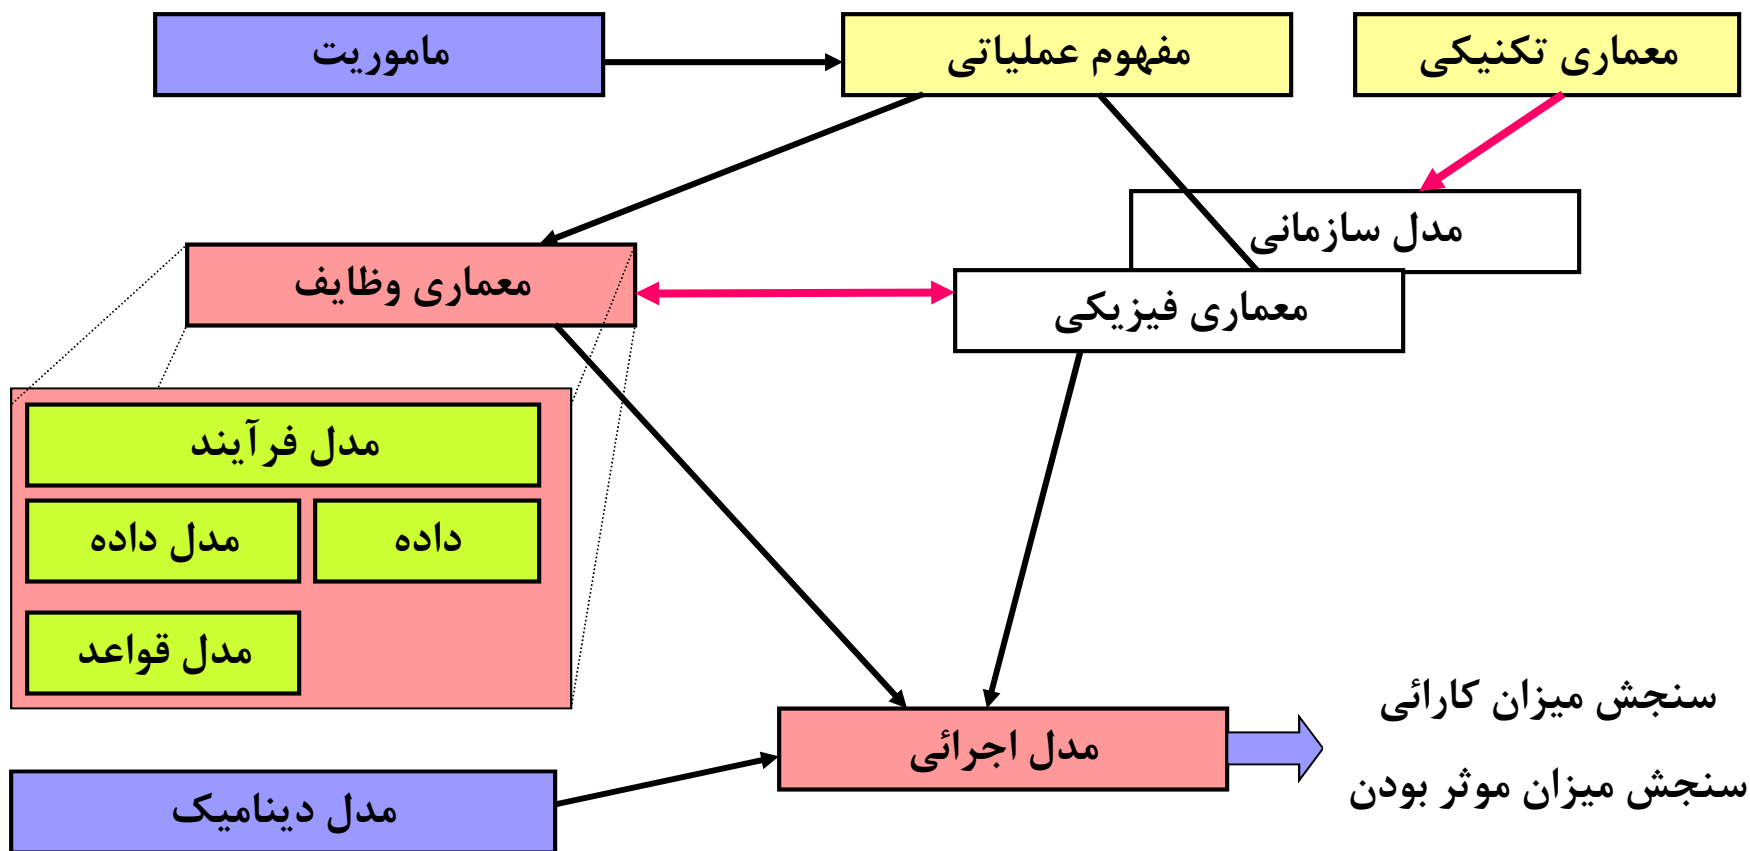 معماری تکنیکی
مفهوم عملیاتی
ماموریت
مدل سازمانی
معماری وظایف
معماری فیزیکی
مدل فرآیند
داده
مدل داده
مدل قواعد
سنجش میزان کارائی
مدل اجرائی
سنجش میزان موثر بودن
مدل دینامیک